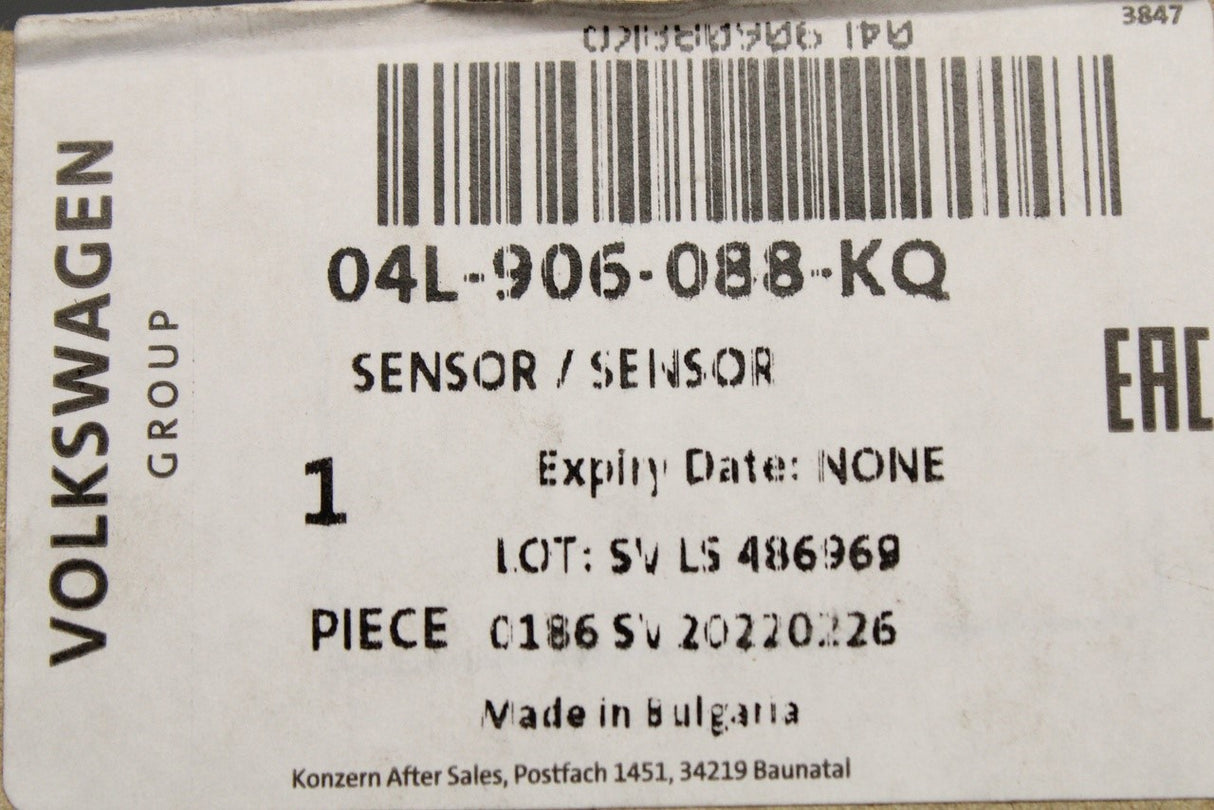 3847
04L906088KQ
04L-906-088-KQ
SENSOR / SENSOR
EAC
Expiry Date: NONE
1
LOT: SV LS 486969
PIECE 0186 SV 20220226
Made in Bulgaria
Konzern After Sales, Postfach 1451, 34219 Baunatal
VOLKSWAGEN
GROUP